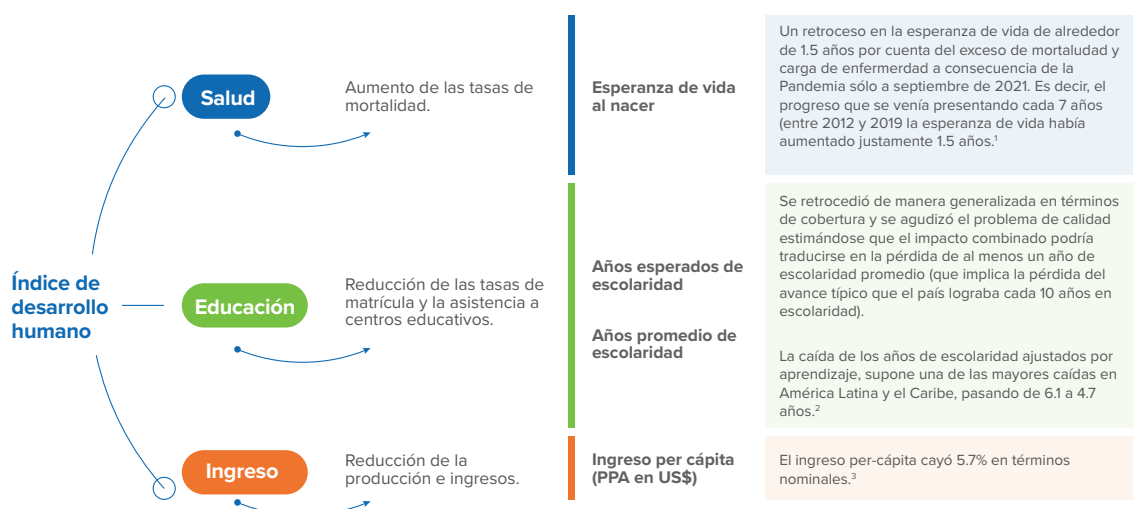 Índice de
desarrollo
humano
Salud
Aumento de las tasas de
mortalidad.
Esperanza de vida
al nacer
Un retroceso en la esperanza de vida de alrededor
de 1.5 años por cuenta del exceso de mortaludad y
carga de enfermerdad a consecuencia de la
Pandemia sólo a septiembre de 2021. Es decir, el
progreso que se venía presentando cada 7 años
(entre 2012 y 2019 la esperanza de vida había
aumentado justamente 1.5 años.¹
Educación
Reducción de las tasas de
matrícula y la asistencia a
centros educativos.
Años esperados de
escolaridad
Años promedio de
escolaridad
Se retrocedió de manera generalizada en términos
de cobertura y se agudizó el problema de calidad
estimándose que el impacto combinado podría
traducirse en la pérdida de al menos un año de
escolaridad promedio (que implica la pérdida del
avance típico que el país lograba cada 10 años en
escolaridad).
La caída de los años de escolaridad ajustados por
aprendizaje, supone una de las mayores caídas en
América Latina y el Caribe, pasando de 6.1 a 4.7
años.²
Ingreso
Reducción de la
producción e ingresos.
Ingreso per cápita
(PPA en US$)
El ingreso per-cápita cayó 5.7% en términos
nominales.³